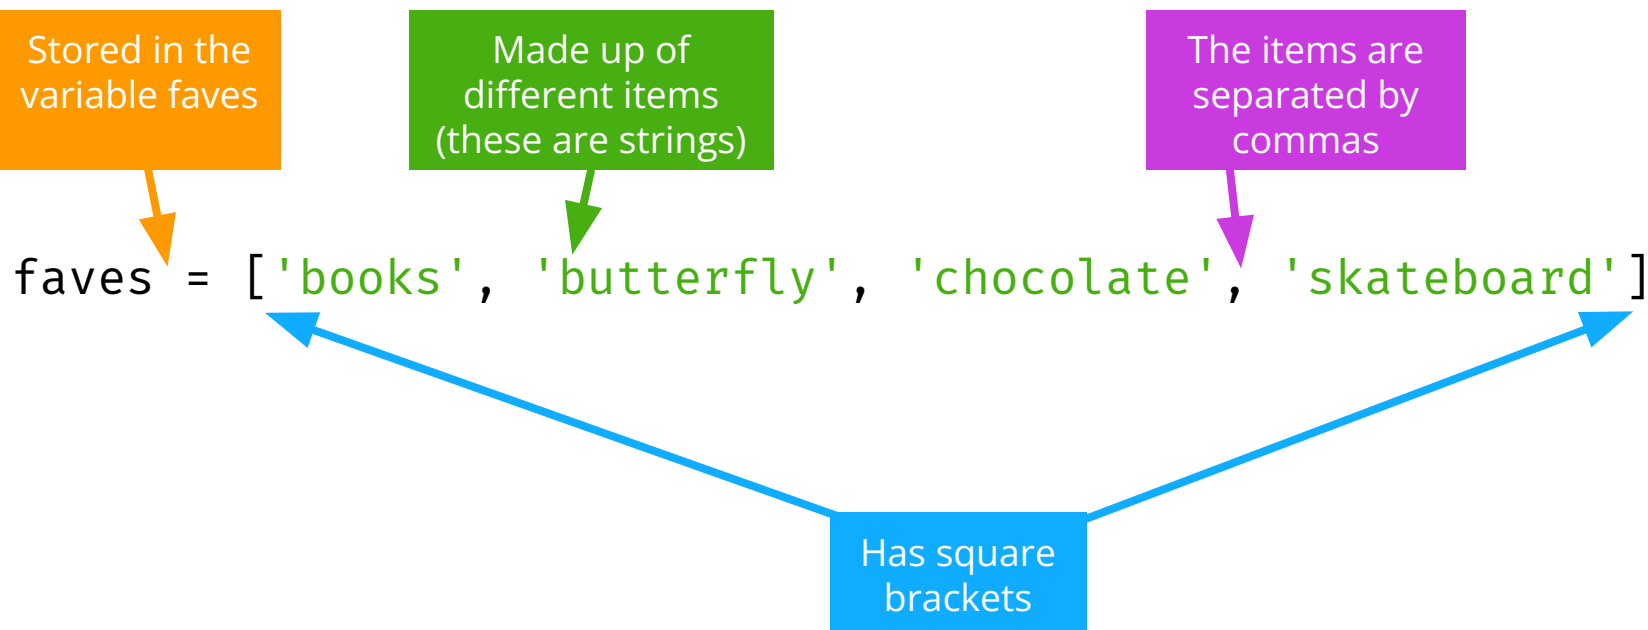 Stored in the
variable faves
Made up of
different items
(these are strings)
The items are
separated by
commas
faves = ['books', 'butterfly', 'chocolate', 'skateboard']
Has square
brackets